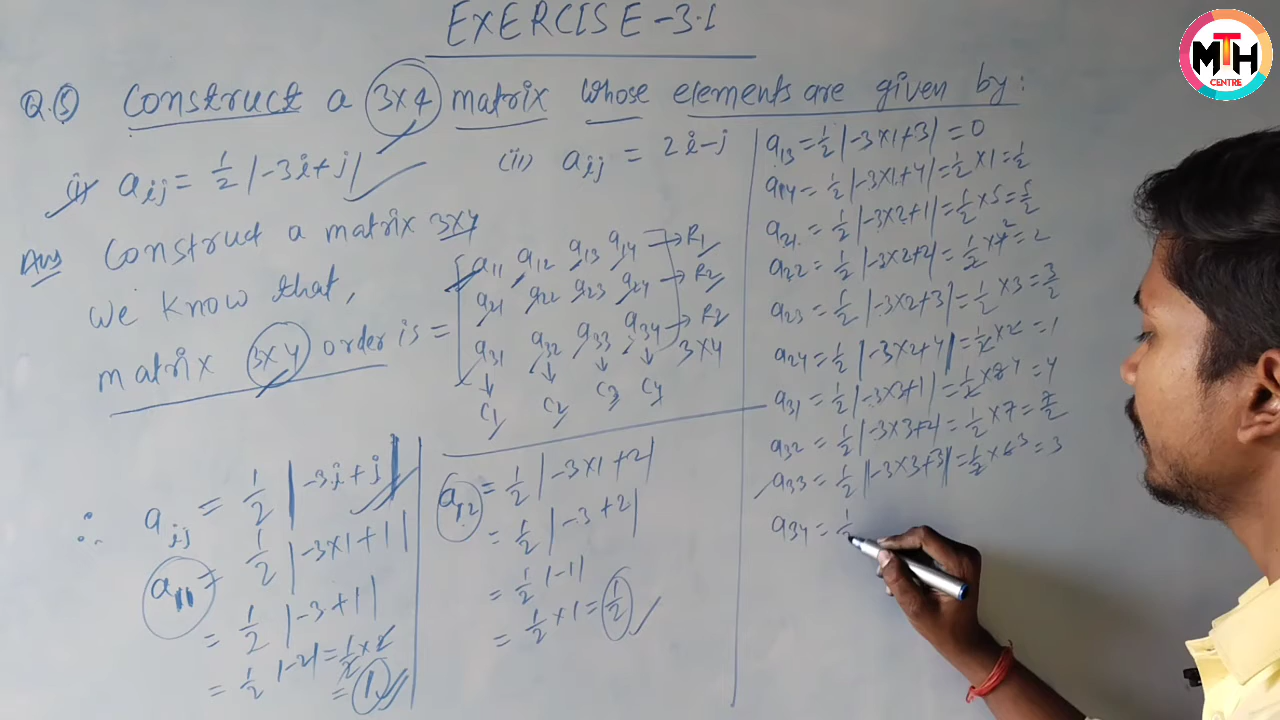 EXERCISE-3.1
Q.5 Construct a 3×4 matrix whose elements are given by:
(i) aij = 1/2 |-3i+j| (ii) aij = 2i-j
Ans Construct a matrix 3×4
We know that,
matrix 3×4 order is =
a11 a12 a13 a14 → R1
a21 a22 a23 a24 → R2
a31 a32 a33 a34 → R2
3×4
C1 C2 C3 C4
∴ aij = 1/2 |-3i+j|
a11 = 1/2 |-3×1+1|
= 1/2 |-3+1|
= 1/2 |-2| = 1/2 × 2
= 1
a12 = 1/2 |-3×1+2|
= 1/2 |-3+2|
= 1/2 |-1|
= 1/2 × 1 = 1/2
a13 = 1/2 |-3×1+3| = 0
a14 = 1/2 |-3×1+4| = 1/2 × 1 = 1/2
a21 = 1/2 |-3×2+1| = 1/2 × 5 = 5/2
a22 = 1/2 |-3×2+2| = 1/2 × 4 2 = 2
a23 = 1/2 |-3×2+3| = 1/2 × 3 = 3/2
a24 = 1/2 |-3×2+4| = 1/2 × 2 = 1
a31 = 1/2 |-3×3+1| = 1/2 × 8 4 = 4
a32 = 1/2 |-3×3+2| = 1/2 × 7 = 7/2
a33 = 1/2 |-3×3+3| = 1/2 × 6 3 = 3
a34 = 1/2
MTH
CENTRE